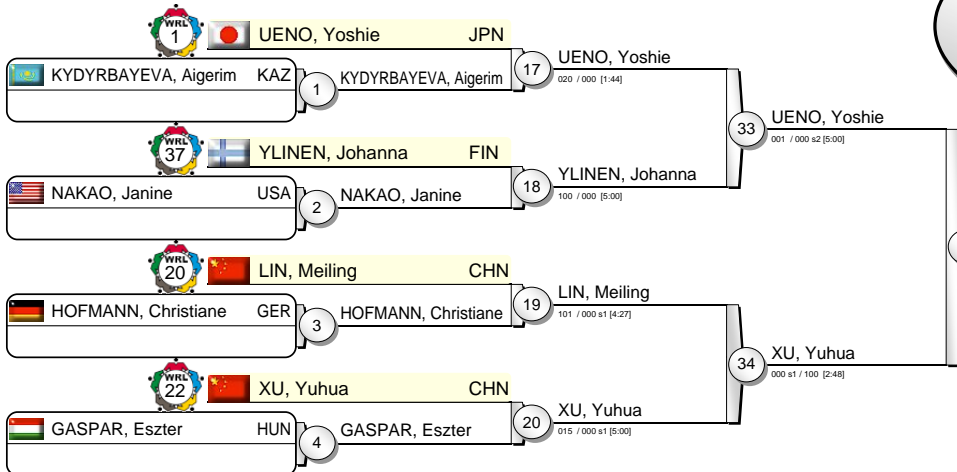 WRL
1
UENO, Yoshie JPN
KYDYRBAYEVA, Aigerim KAZ
1
KYDYRBAYEVA, Aigerim
17
UENO, Yoshie
020 / 000 [1:44]
33
UENO, Yoshie
001 / 000 s2 [5:00]
WRL
37
YLINEN, Johanna FIN
NAKAO, Janine USA
2
NAKAO, Janine
18
YLINEN, Johanna
100 / 000 [5:00]
WRL
20
LIN, Meiling CHN
HOFMANN, Christiane GER
3
HOFMANN, Christiane
19
LIN, Meiling
101 / 000 s1 [4:27]
34
XU, Yuhua
000 s1 / 100 [2:48]
WRL
22
XU, Yuhua CHN
GASPAR, Eszter HUN
4
GASPAR, Eszter
20
XU, Yuhua
015 / 000 s1 [5:00]